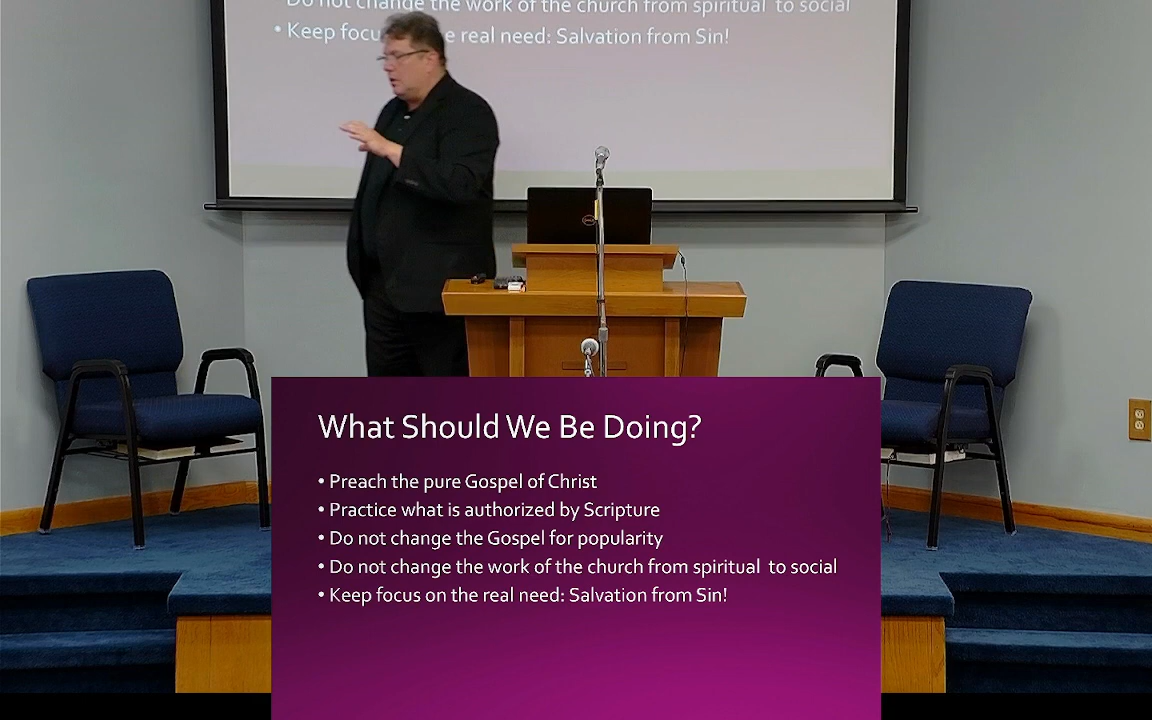 Do not change the work of the church from spiritual to social
• Keep focu e real need: Salvation from Sin!
DELL
What Should We Be Doing?
• Preach the pure Gospel of Christ
• Practice what is authorized by Scripture
• Do not change the Gospel for popularity
• Do not change the work of the church from spiritual to social
• Keep focus on the real need: Salvation from Sin!